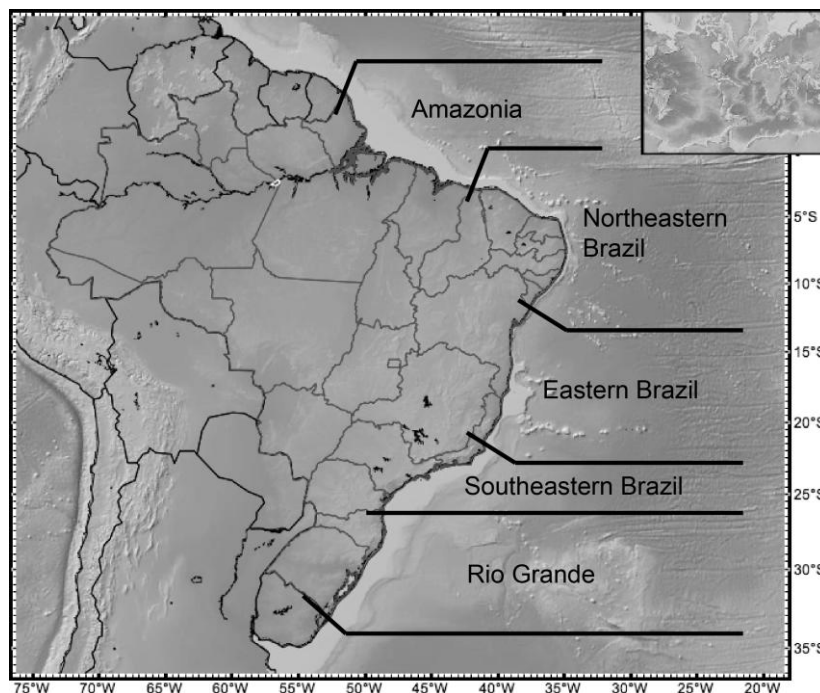 Amazonia
Northeastern
Brazil
Eastern Brazil
Southeastern Brazil
Rio Grande
5°S
10°S
15°S
20°S
25°S
30°S
35°S
75°W 70°W 65°W 60°W 55°W 50°W 45°W 40°W 35°W 30°W 25°W 20°W